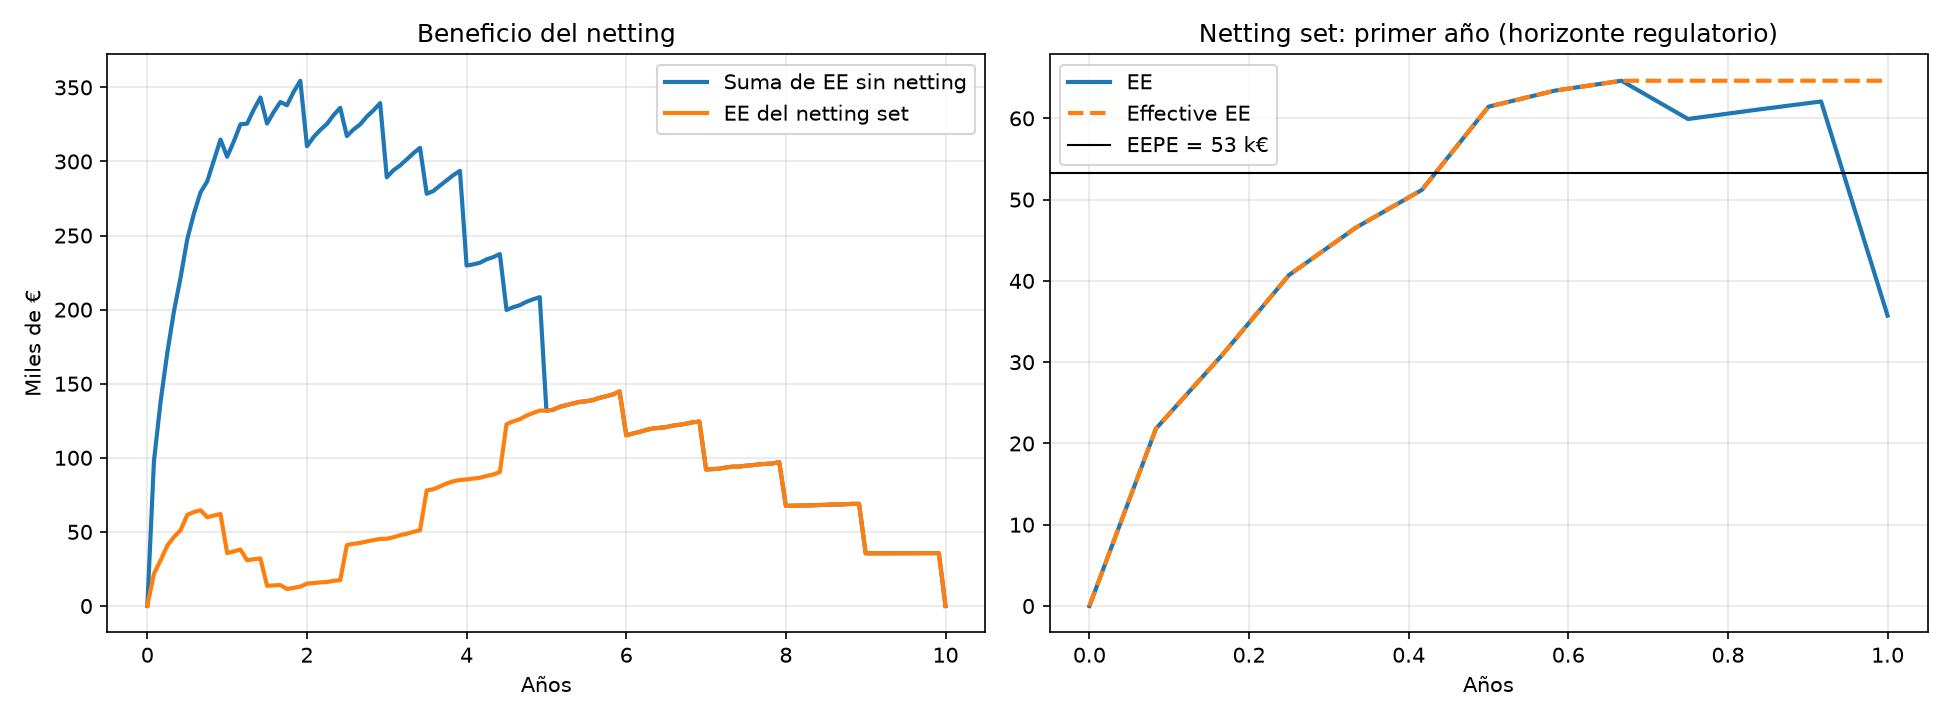 Beneficio del netting
Suma de EE sin netting
EE del netting set
Miles de €
350
300
250
200
150
100
50
0
0 2 4 6 8 10
Años
Netting set: primer año (horizonte regulatorio)
EE
Effective EE
EEPE = 53 k€
60
50
40
30
20
10
0
0.0 0.2 0.4 0.6 0.8 1.0
Años